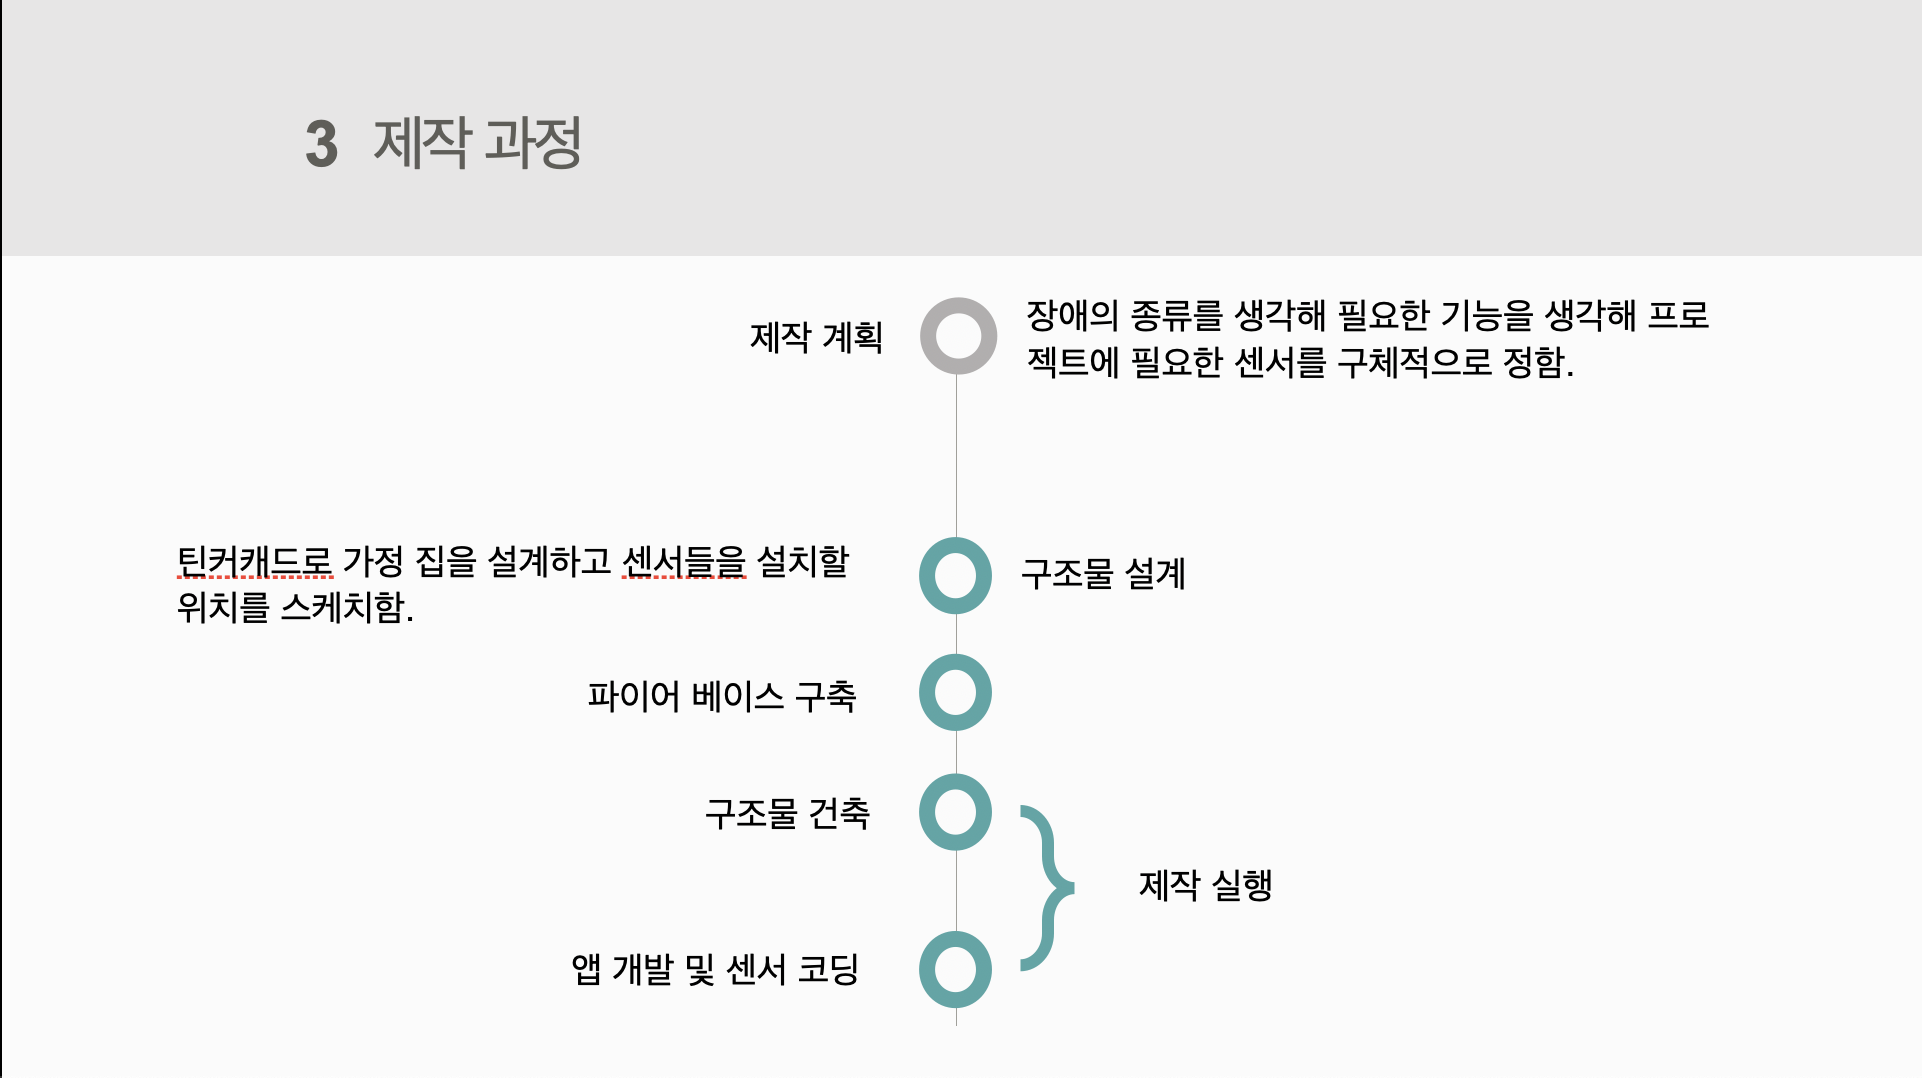 3 제작 과정
제작 계획
장애의 종류를 생각해 필요한 기능을 생각해 프로
젝트에 필요한 센서를 구체적으로 정함.
틴커캐드로 가정 집을 설계하고 센서들을 설치할
위치를 스케치함.
구조물 설계
파이어 베이스 구축
구조물 건축
제작 실행
앱 개발 및 센서 코딩